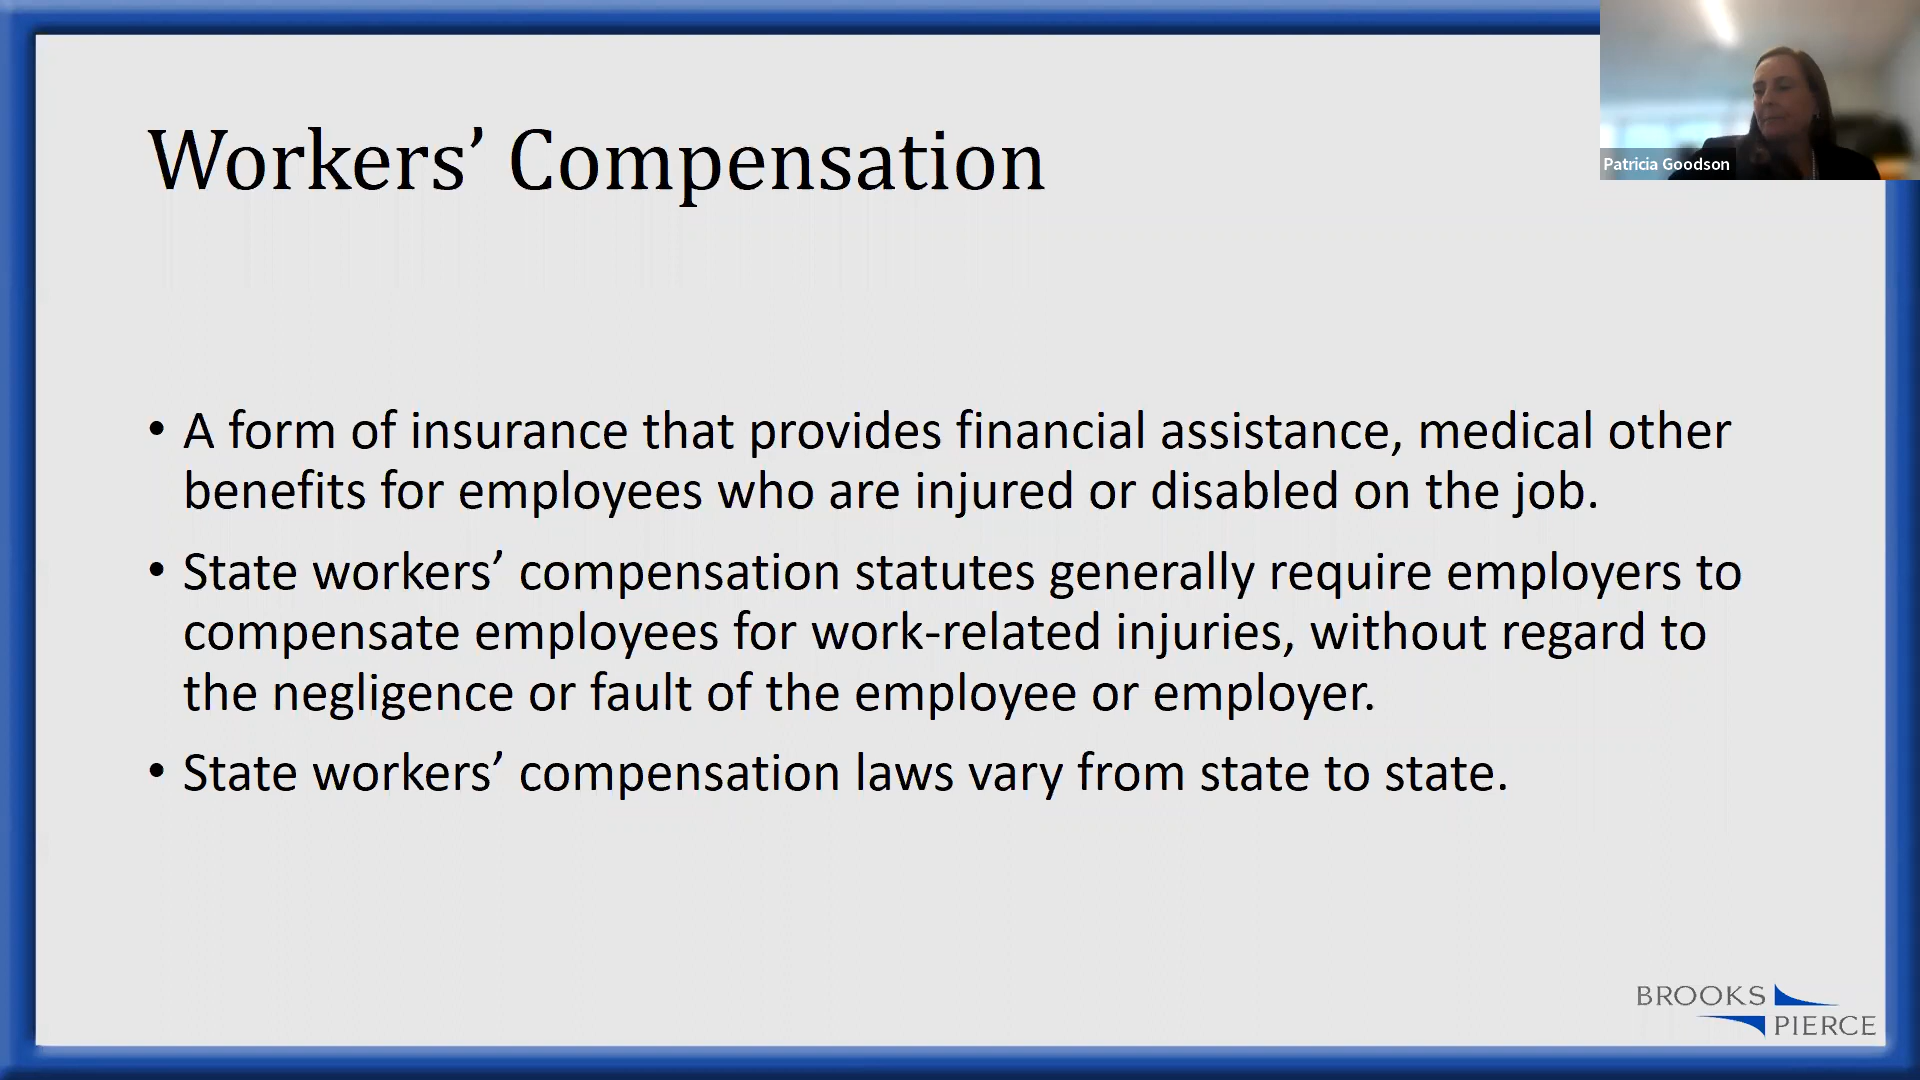 Workers’ Compensation
Patricia Goodson
• A form of insurance that provides financial assistance, medical other
benefits for employees who are injured or disabled on the job.
• State workers’ compensation statutes generally require employers to
compensate employees for work-related injuries, without regard to
the negligence or fault of the employee or employer.
• State workers’ compensation laws vary from state to state.
BROOKS
PIERCE